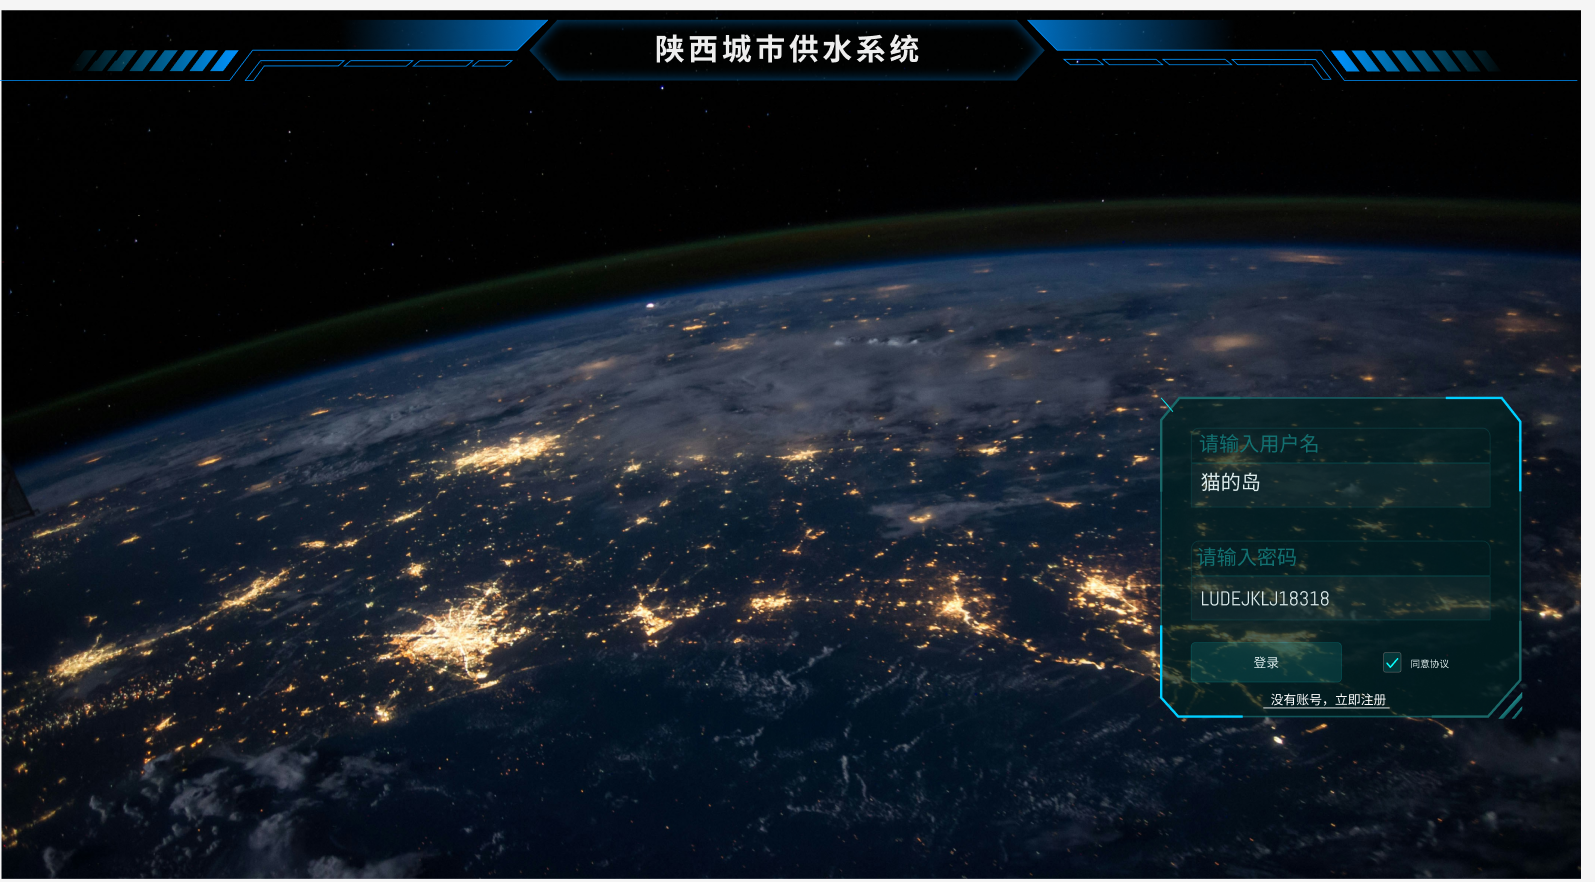 陕西城市供水系统
请输入用户名
猫的岛
请输入密码
LUDEJKLJ18318
登录
同意协议
没有账号，立即注册